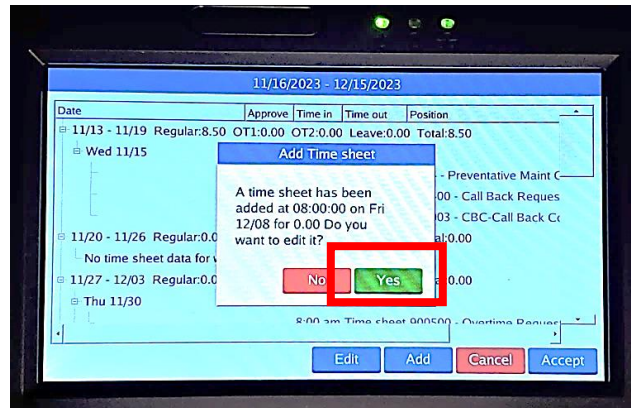 11/16/2023 - 12/15/2023
Date Approve Time in Time out Position
11/13 - 11/19 Regular:8.50 OT1:0.00 OT2:0.00 Leave:0.00 Total:8.50
Wed 11/15
Add Time sheet
- Preventative Maint C
00 - Call Back Reques
03 - CBC-Call Back Co
A time sheet has been
added at 08:00:00 on Fri
12/08 for 0.00 Do you
want to edit it?
No Yes
11/20 - 11/26 Regular:0.0 al:0.00
No time sheet data for
11/27 - 12/03 Regular:0.0 0.00
Thu 11/30
8:00 am Time sheet 900500 - Overtime Reques
Edit Add Cancel Accept